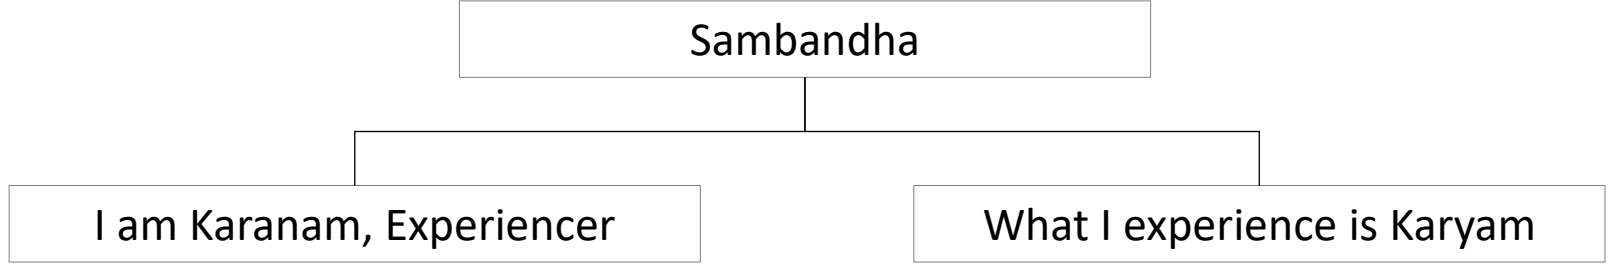 Sambandha
I am Karanam, Experiencer
What I experience is Karyam